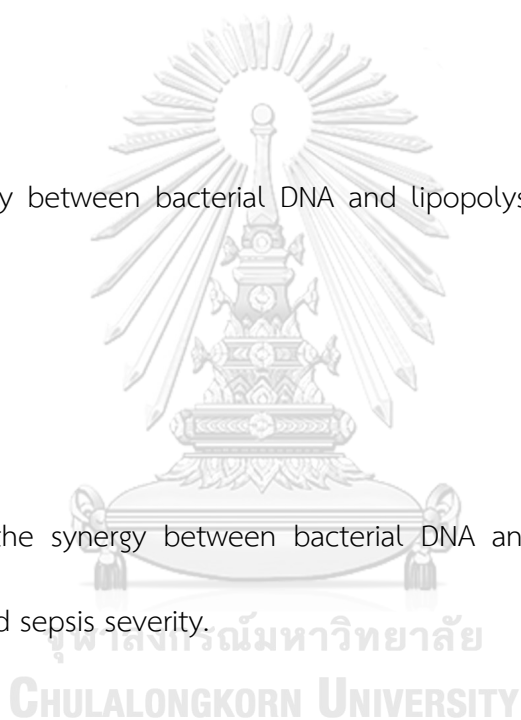 y between bacterial DNA and lipopolys
the synergy between bacterial DNA an
d sepsis severity.
จุฬาลงกรณ์มหาวิทยาลัย
CHULALONGKORN UNIVERSITY